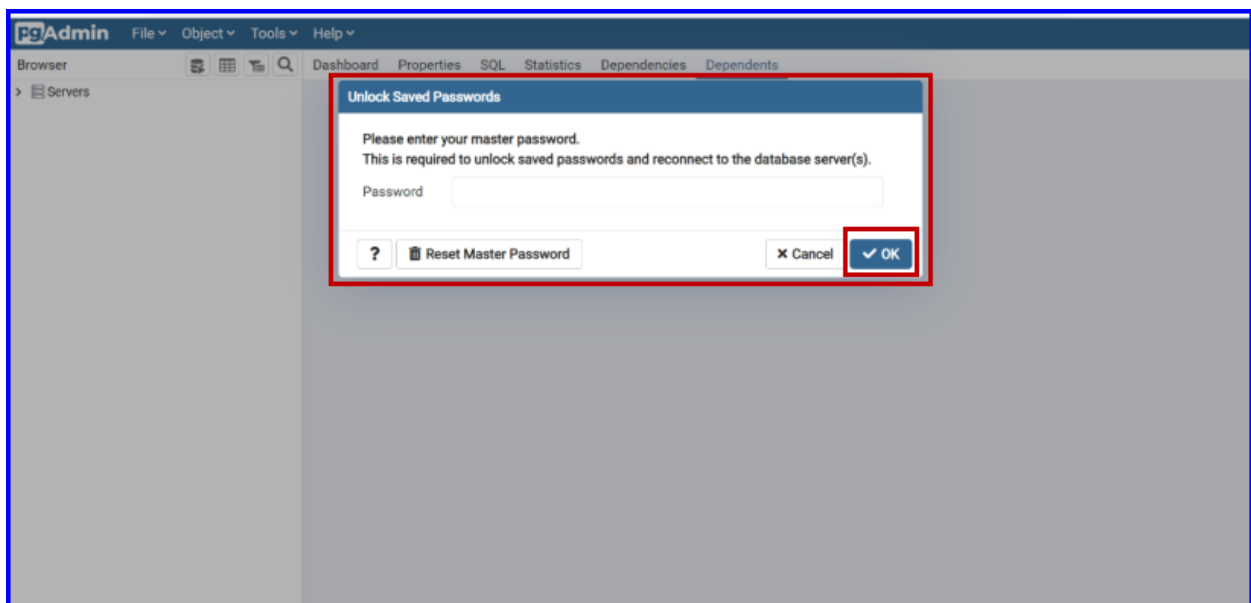 pgAdmin File Object Tools Help
Browser Dashboard Properties SQL Statistics Dependencies Dependents
Servers
Unlock Saved Passwords
Please enter your master password.
This is required to unlock saved passwords and reconnect to the database server(s).
Password
? Reset Master Password Cancel OK